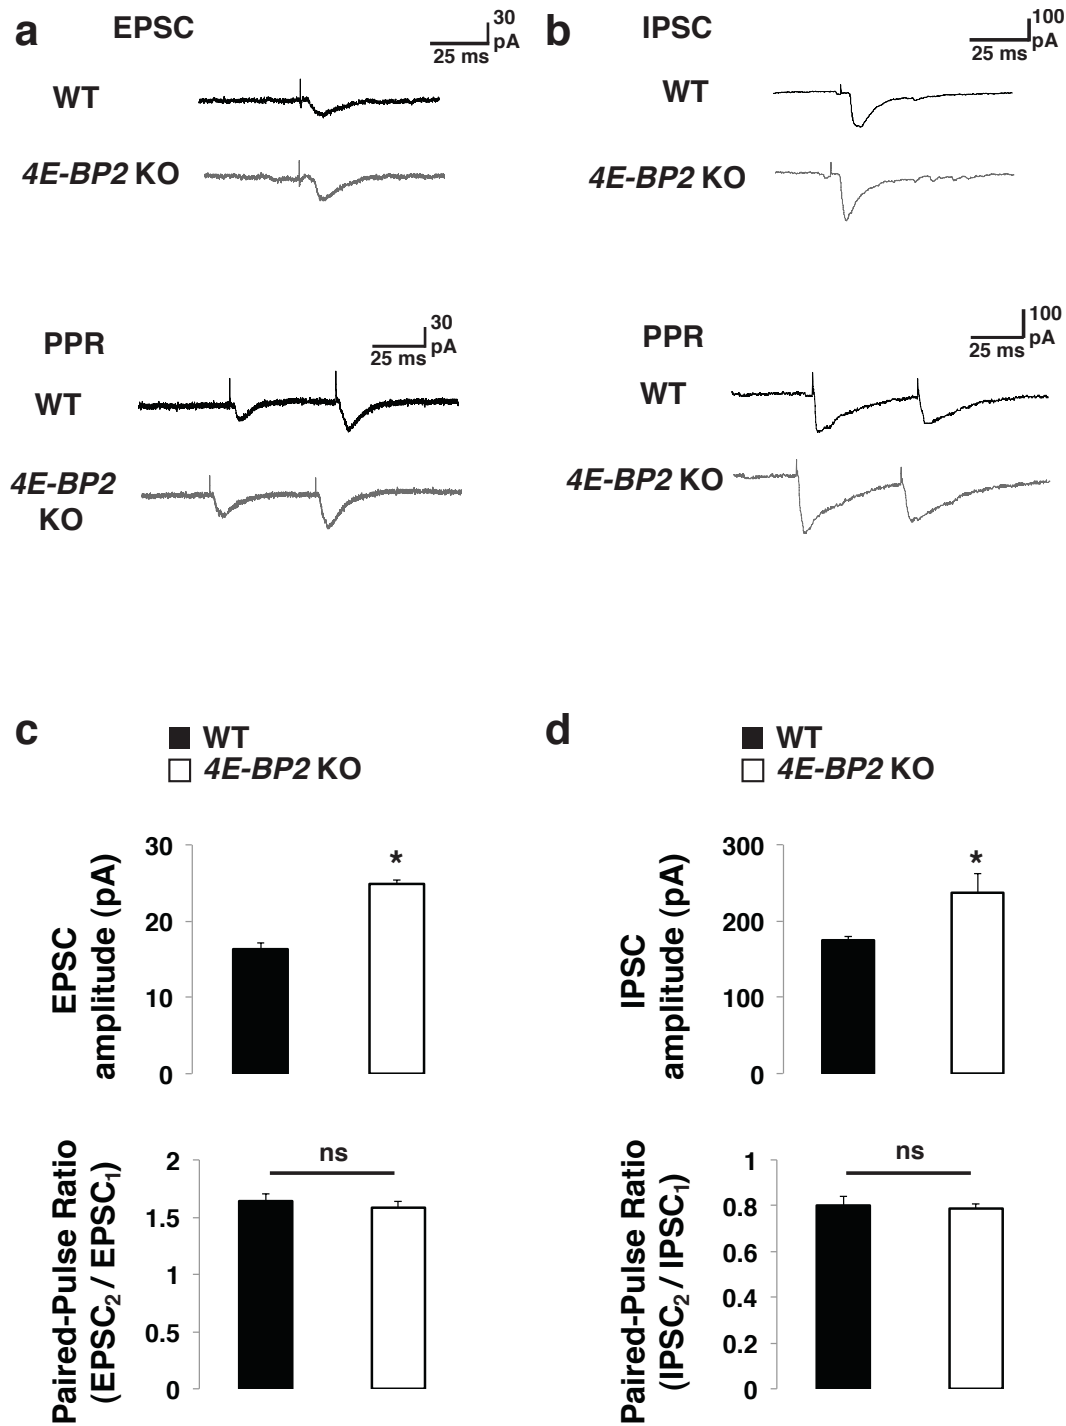 a EPSC
30
pA
25 ms
WT
4E-BP2 KO
PPR
30
pA
25 ms
WT
4E-BP2
KO
b IPSC
100
pA
25 ms
WT
4E-BP2 KO
PPR
100
pA
25 ms
WT
4E-BP2 KO
c
WT
4E-BP2 KO
EPSC
amplitude (pA)
30
20
10
0
*
Paired-Pulse Ratio
(EPSC2 / EPSC1)
2
1.5
1
0.5
0
ns
d
WT
4E-BP2 KO
IPSC
amplitude (pA)
300
200
100
0
*
Paired-Pulse Ratio
(IPSC2 / IPSC1)
1
0.8
0.6
0.4
0.2
0
ns